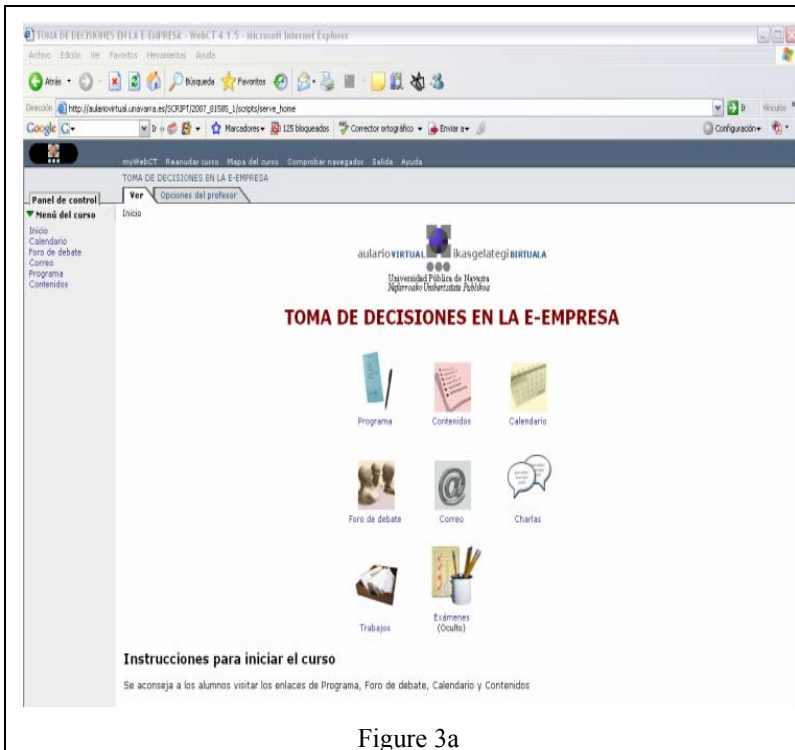 TOMA DE DECISIONES EN LA E-EMPRESA - WebCT 4.1.5 - Microsoft Internet Explorer
Archivo Edición Ver Favoritos Herramientas Ayuda
Atrás Búsqueda Favoritos
Dirección http://aulariovirtual.unavarra.es/SCRIPT/2007_81585_1/scripts/serve_home Ir Vínculos
Google G Ir Marcadores 125 bloqueados Corrector ortográfico Enviar a Configuración
myWebCT Reanudar curso Mapa del curso Comprobar navegador Salida Ayuda
TOMA DE DECISIONES EN LA E-EMPRESA
Panel de control Ver Opciones del profesor
Menú del curso Inicio
Inicio
Calendario
Foro de debate
Correo
Programa
Contenidos
aulario VIRTUAL ikasgelategi BIRTUALA
Universidad Pública de Navarra
Nafarroako Unibertsitate Publikoa
TOMA DE DECISIONES EN LA E-EMPRESA
Programa Contenidos Calendario
Foro de debate Correo Charlas
Trabajos Exámenes
(Oculto)
Instrucciones para iniciar el curso
Se aconseja a los alumnos visitar los enlaces de Programa, Foro de debate, Calendario y Contenidos
Figure 3a